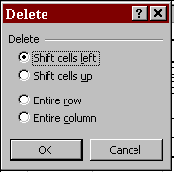 Delete
Delete
Shift cells left
Shift cells up
Entire row
Entire column
OK Cancel